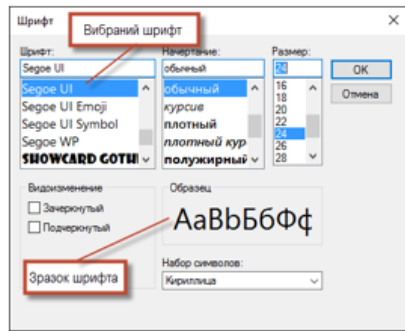 Шрифт
Вибраний шрифт
Шрифт: Начертание: Размер:
Segoe UI обычный 24 OK
Segoe UI обычный 16
Segoe UI Emoji курсив 18 Отмена
Segoe UI Symbol плотный 20
Segoe WP плотный кур 22
SHOWCARD GOTHI полужирный 24
26
28
Видоизменение Образец
Зачеркнутый
Подчеркнутый
АаBbБбФф
Зразок шрифта
Набор символов:
Кириллица